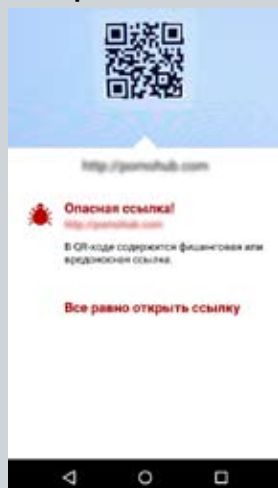 Опасная ссылка!
В QR-коде содержится фишинговая или
вредоносная ссылка.
Все равно открыть ссылку